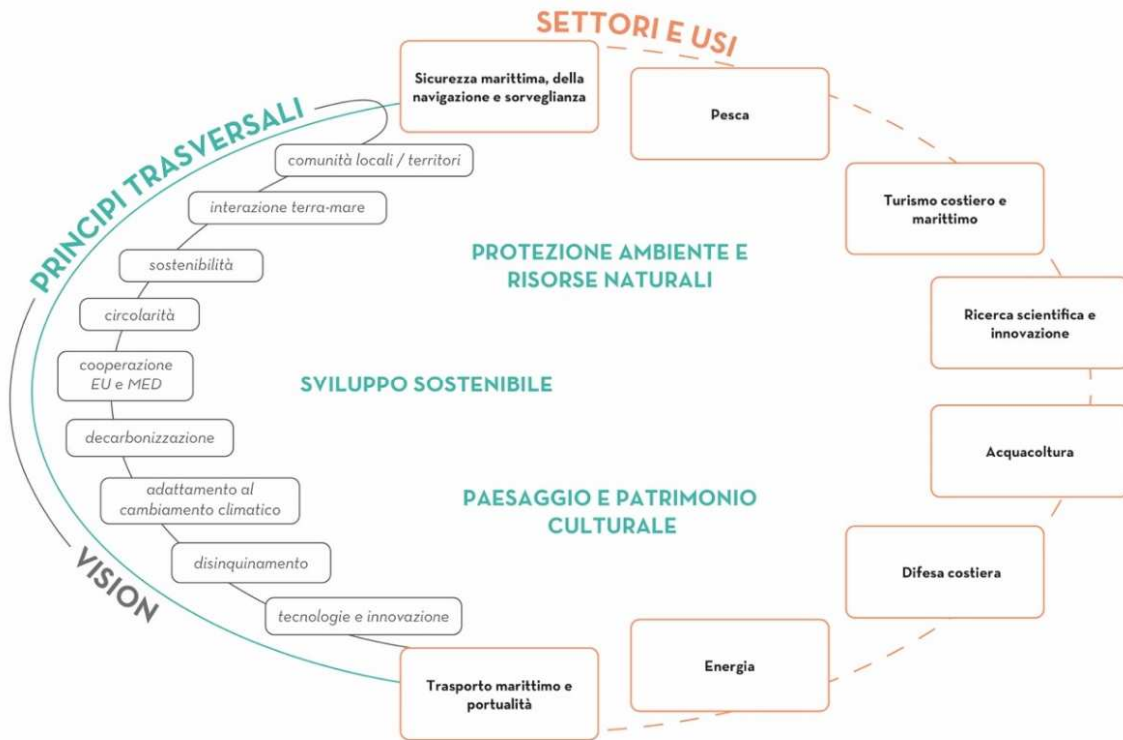 SETTORI E USI
PRINCIPI TRASVERSALI
VISION
Sicurezza marittima, della
navigazione e sorveglianza
Pesca
Turismo costiero e
marittimo
Ricerca scientifica e
innovazione
Acquacoltura
Difesa costiera
Energia
Trasporto marittimo e
portualità
comunità locali / territori
interazione terra-mare
sostenibilità
circolarità
cooperazione
EU e MED
decarbonizzazione
adattamento al
cambiamento climatico
disinquinamento
tecnologie e innovazione
PROTEZIONE AMBIENTE E
RISORSE NATURALI
SVILUPPO SOSTENIBILE
PAESAGGIO E PATRIMONIO
CULTURALE